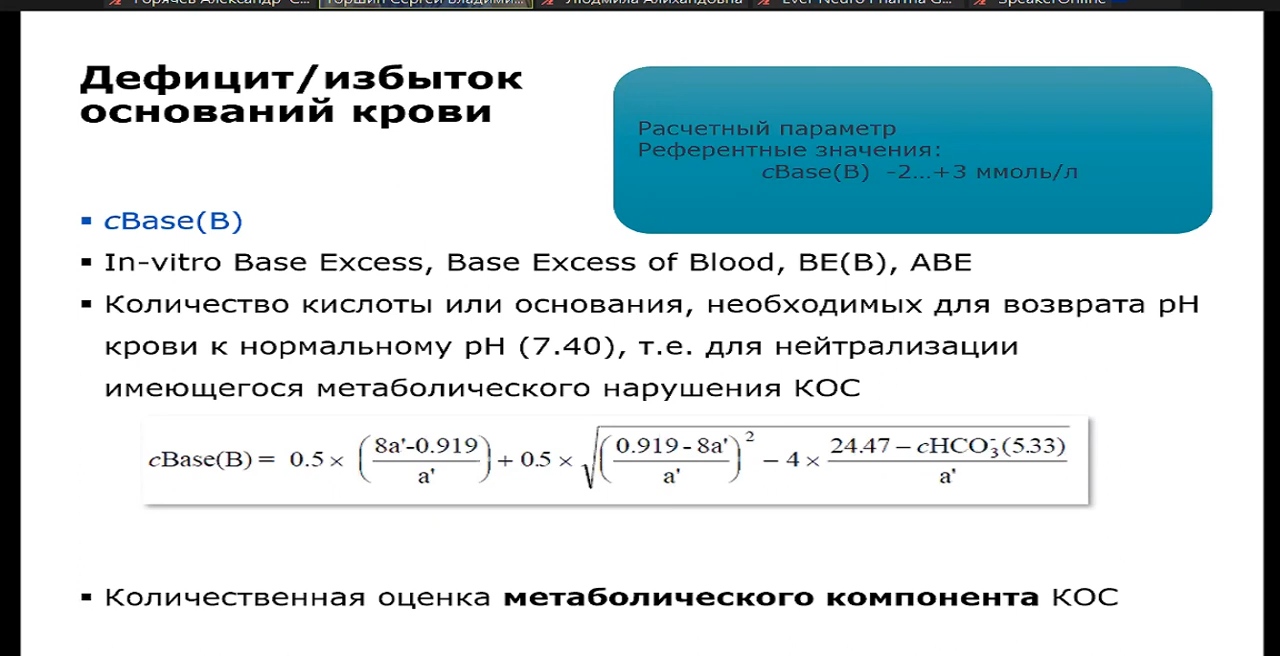 Дефицит/избыток
оснований крови
Расчетный параметр
Референтные значения:
cBase(B) -2...+3 ммоль/л
▪ cBase(B)
▪ In-vitro Base Excess, Base Excess of Blood, BE(B), ABE
▪ Количество кислоты или основания, необходимых для возврата pH
крови к нормальному pH (7.40), т.е. для нейтрализации
имеющегося метаболического нарушения КОС
cBase(B) = 0.5 × (8a'-0.919 / a') + 0.5 × √((0.919 - 8a' / a')² − 4 × 24.47 − cHCO₃⁻(5.33) / a')
▪ Количественная оценка метаболического компонента КОС